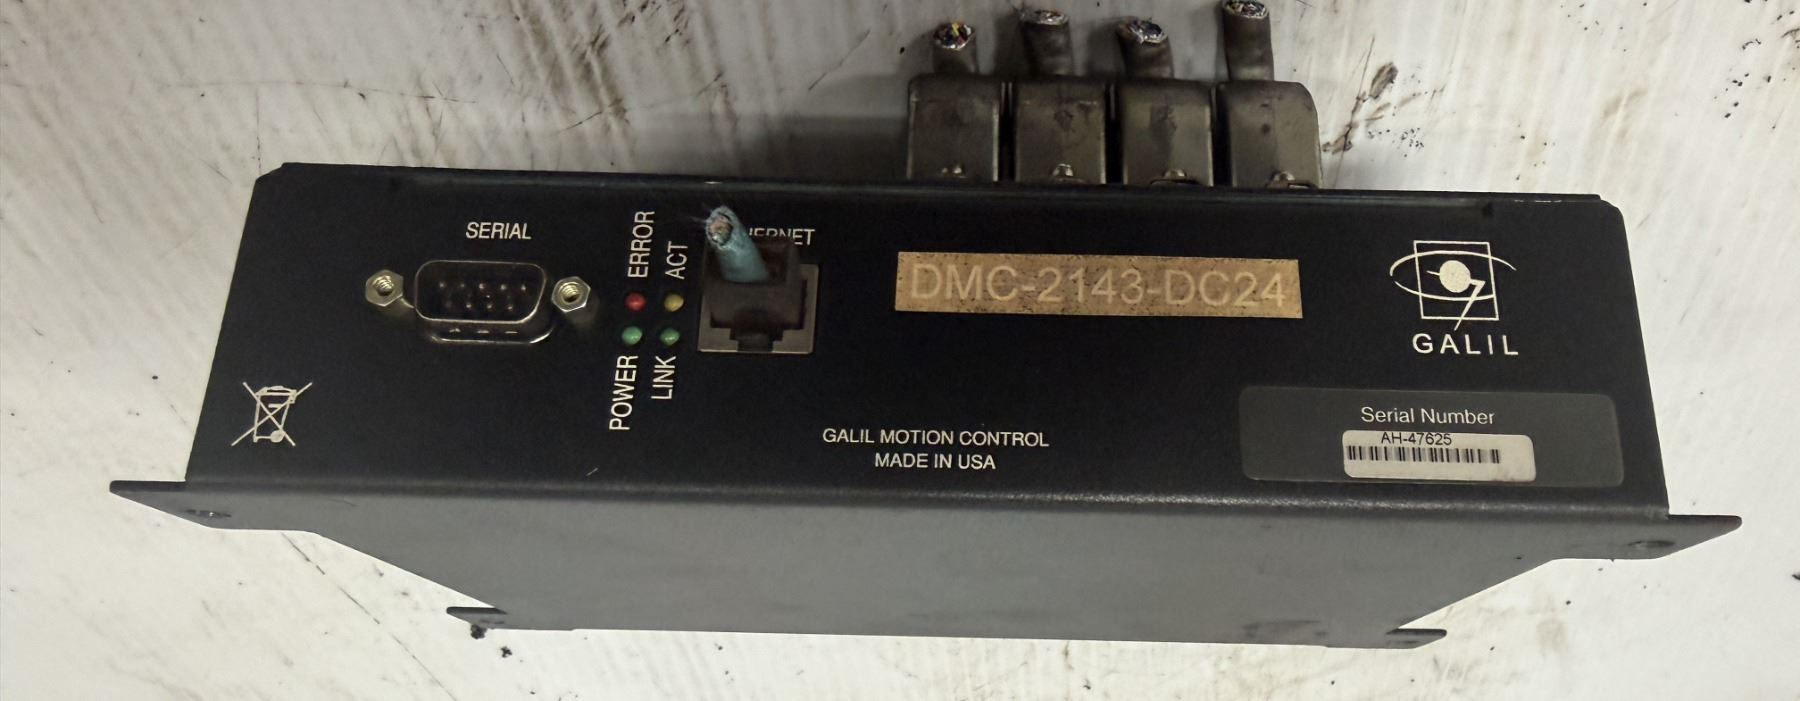 SERIAL
ERROR
ACT
POWER
LINK
HERNET
DMC-2143-DC24
GALIL
GALIL MOTION CONTROL
MADE IN USA
Serial Number
AH-47625